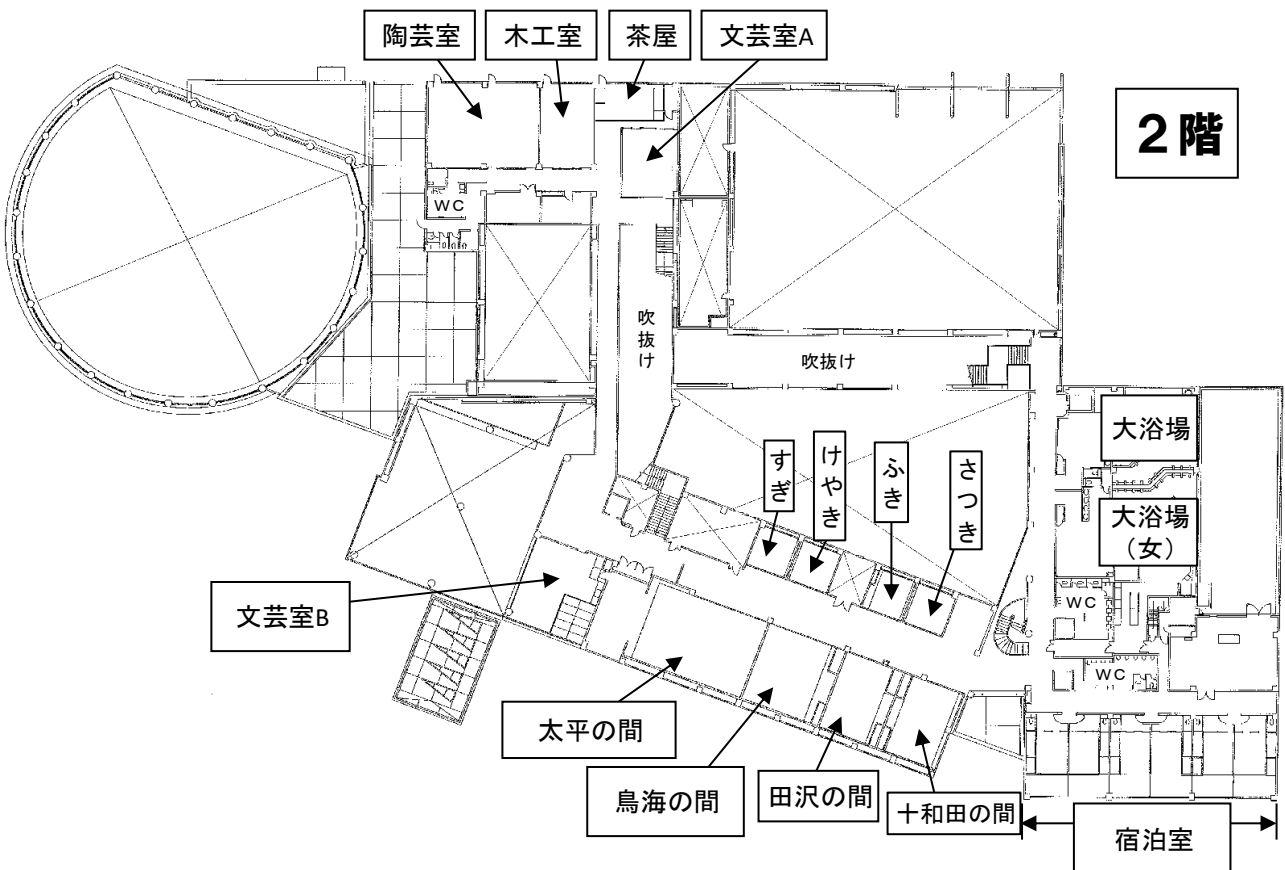 陶芸室
木工室
茶屋
文芸室A
2階
WC
吹
抜
け
吹抜け
大浴場
すぎ
けやき
ふき
さつき
大浴場
(女)
文芸室B
WC
WC
太平の間
鳥海の間
田沢の間
十和田の間
宿泊室